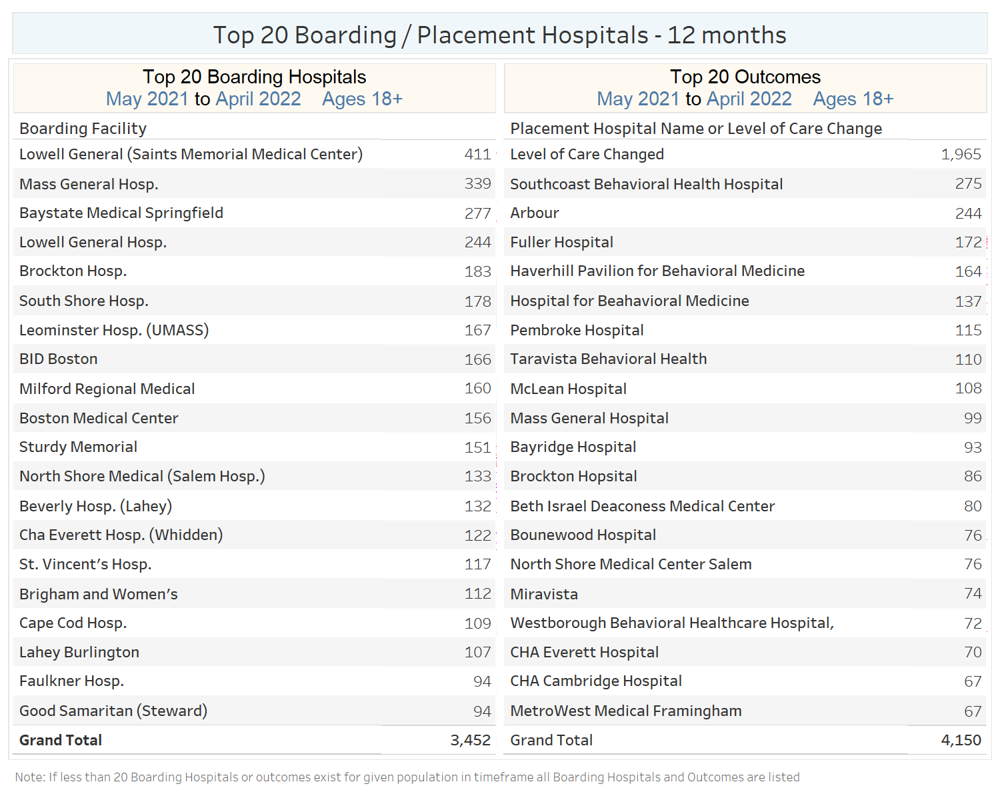 Top 20 Boarding / Placement Hospitals - 12 months
Top 20 Boarding Hospitals
May 2021 to April 2022 Ages 18+
Boarding Facility
Lowell General (Saints Memorial Medical Center) 411
Mass General Hosp. 339
Baystate Medical Springfield 277
Lowell General Hosp. 244
Brockton Hosp. 183
South Shore Hosp. 178
Leominster Hosp. (UMASS) 167
BID Boston 166
Milford Regional Medical 160
Boston Medical Center 156
Sturdy Memorial 151
North Shore Medical (Salem Hosp.) 133
Beverly Hosp. (Lahey) 132
Cha Everett Hosp. (Whidden) 122
St. Vincent's Hosp. 117
Brigham and Women's 112
Cape Cod Hosp. 109
Lahey Burlington 107
Faulkner Hosp. 94
Good Samaritan (Steward) 94
Grand Total 3,452
Top 20 Outcomes
May 2021 to April 2022 Ages 18+
Placement Hospital Name or Level of Care Change
Level of Care Changed 1,965
Southcoast Behavioral Health Hospital 275
Arbour 244
Fuller Hospital 172
Haverhill Pavilion for Behavioral Medicine 164
Hospital for Beahavioral Medicine 137
Pembroke Hospital 115
Taravista Behavioral Health 110
McLean Hospital 108
Mass General Hospital 99
Bayridge Hospital 93
Brockton Hopsital 86
Beth Israel Deaconess Medical Center 80
Bounewood Hospital 76
North Shore Medical Center Salem 76
Miravista 74
Westborough Behavioral Healthcare Hospital, 72
CHA Everett Hospital 70
CHA Cambridge Hospital 67
MetroWest Medical Framingham 67
Grand Total 4,150
Note: If less than 20 Boarding Hospitals or outcomes exist for given population in timeframe all Boarding Hospitals and Outcomes are listed